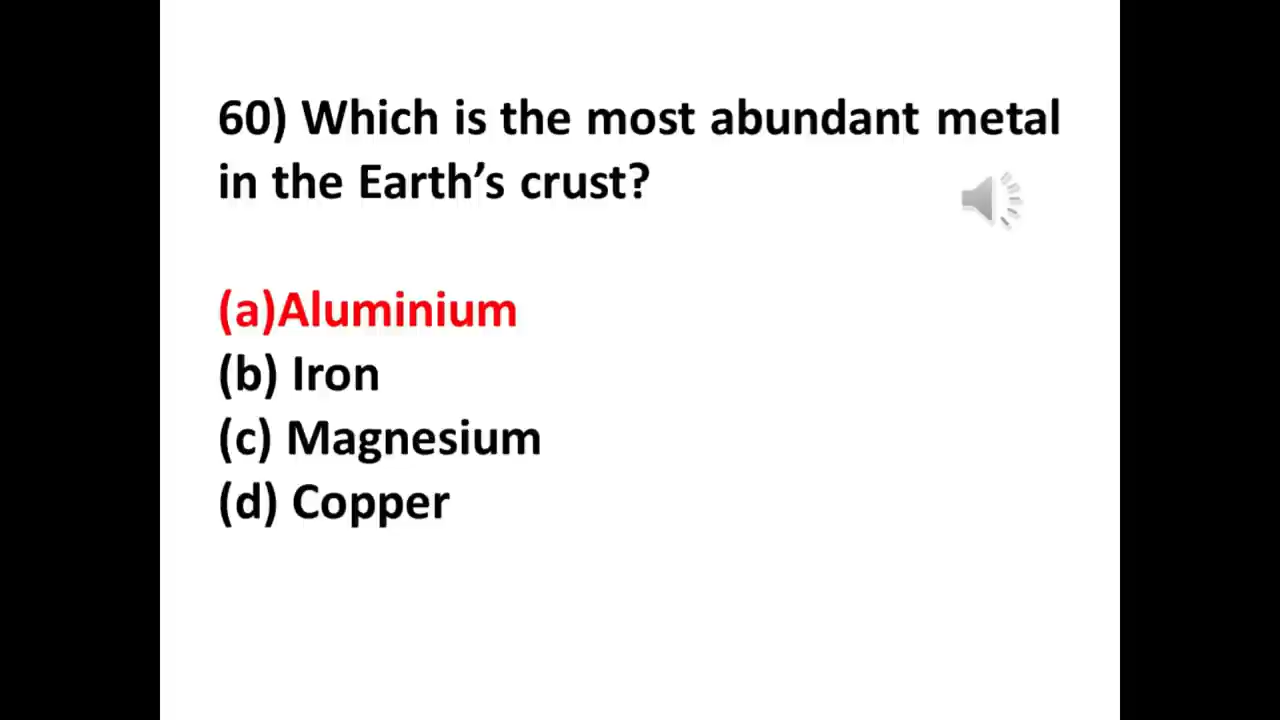 60) Which is the most abundant metal
in the Earth’s crust?
(a)Aluminium
(b) Iron
(c) Magnesium
(d) Copper